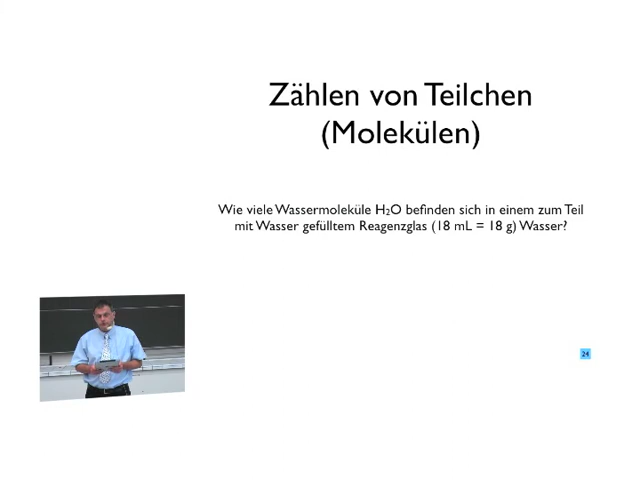 Zählen von Teilchen
(Molekülen)
Wie viele Wassermoleküle H₂O befinden sich in einem zum Teil
mit Wasser gefülltem Reagenzglas (18 mL = 18 g) Wasser?
24